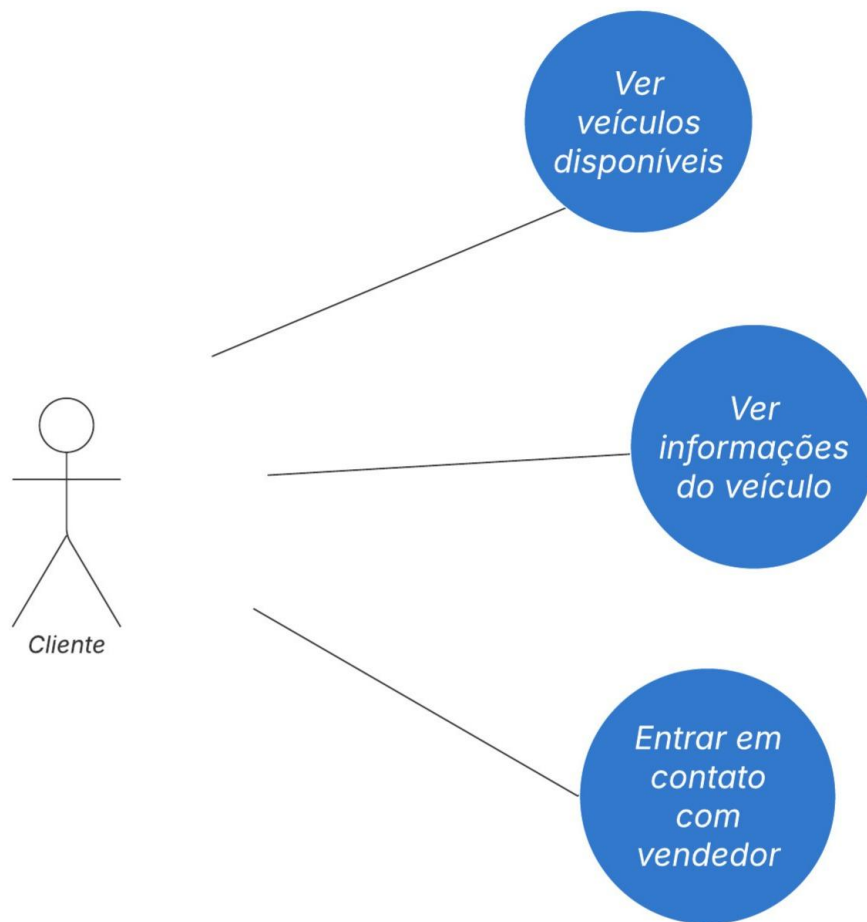 Ver
veículos
disponíveis
Ver
informações
do veículo
Cliente
Entrar em
contato
com
vendedor